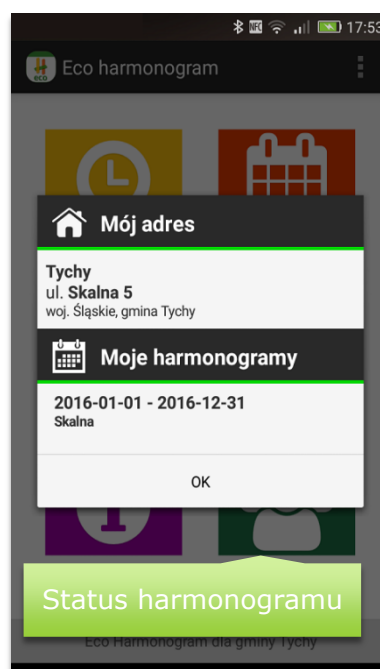 17:53
Eco harmonogram
Mój adres
Tychy
ul. Skalna 5
woj. Śląskie, gmina Tychy
Moje harmonogramy
2016-01-01 - 2016-12-31
Skalna
OK
Status harmonogramu
Eco Harmonogram dla gminy Tychy